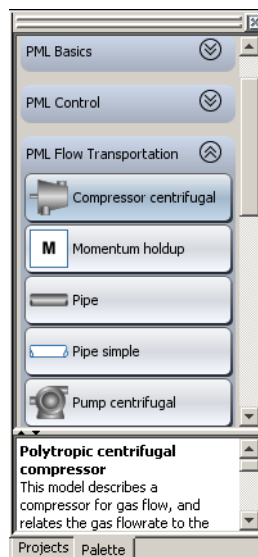 PML Basics
PML Control
PML Flow Transportation
Compressor centrifugal
M Momentum holdup
Pipe
Pipe simple
Pump centrifugal
Polytropic centrifugal
compressor
This model describes a
compressor for gas flow, and
relates the gas flowrate to the
Projects Palette